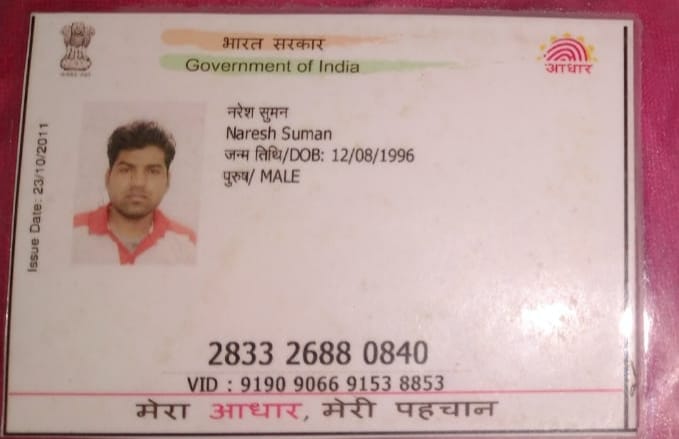 भारत सरकार
Government of India
आधार
नरेश सुमन
Naresh Suman
जन्म तिथि/DOB: 12/08/1996
पुरुष/ MALE
Issue Date: 23/10/2011
2833 2688 0840
VID : 9190 9066 9153 8853
मेरा आधार, मेरी पहचान